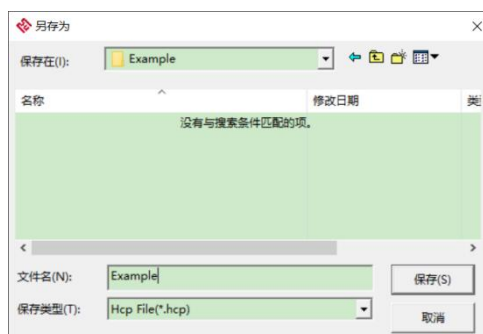 另存为
保存在(I): Example
名称 修改日期 类
没有与搜索条件匹配的项。
文件名(N): Example 保存(S)
保存类型(T): Hcp File(*.hcp) 取消